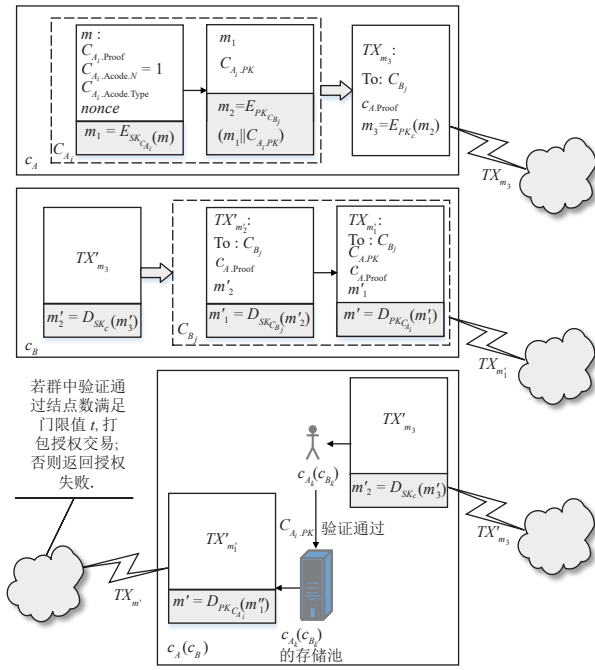 m :
C_{A_i.Proof}
C_{A_i.Acode.N} = 1
C_{A_i.Acode.Type}
nonce
m_1 = E_{SK_{C_{A_i}}}(m)
m_1
C_{A_i.PK}
m_2=E_{PK_{C_{B_j}}}
(m_1||C_{A_i.PK})
C_{A_i}
c_A
TX_{m_3}:
To: C_{B_j}
c_{A.Proof}
m_3=E_{PK_c}(m_2)
TX_{m_3}
TX'_{m_3}
m'_2 = D_{SK_c}(m'_3)
c_B
TX'_{m'_2}:
To : C_{B_j}
c_{A.Proof}
m'_2
m'_1 = D_{SK_{C_{B_j}}}(m'_2)
TX_{m'_1}:
To : C_{B_j}
C_{A.PK}
c_{A.Proof}
m'_1
m' = D_{PK_{C_{A_i}}}(m'_1)
C_{B_j}
TX_{m'_1}
若群中验证通
过结点数满足
门限值 t, 打
包授权交易;
否则返回授权
失败.
TX_{m'}
TX'_{m_3}
m'_2 = D_{SK_c}(m'_3)
TX'_{m_3}
c_{A_k}(c_{B_k})
C_{A_i.PK} 验证通过
TX'_{m'_1}
m' = D_{PK_{C_{A_i}}}(m''_1)
c_{A_k}(c_{B_k})
的存储池
c_A(c_B)